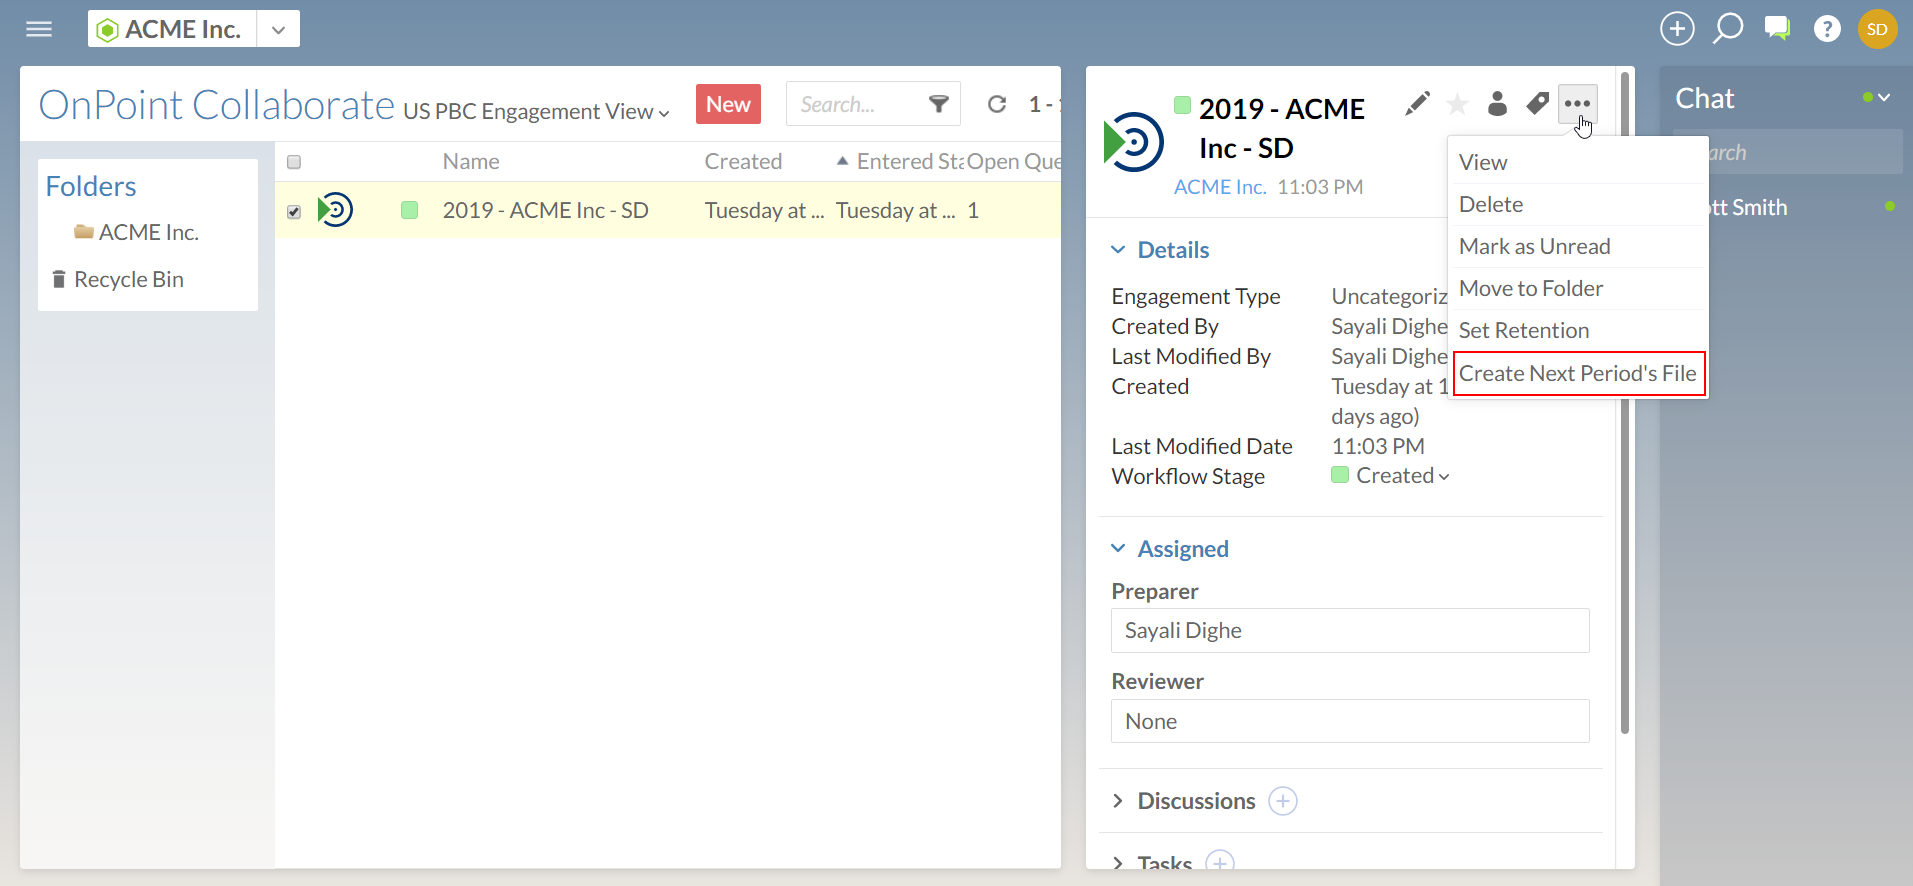 ACME Inc.
SD
OnPoint Collaborate US PBC Engagement View
New
Search...
1 -
Folders
ACME Inc.
Recycle Bin
Name Created Entered Sta Open Que
2019 - ACME Inc - SD Tuesday at ... Tuesday at ... 1
2019 - ACME
Inc - SD
ACME Inc. 11:03 PM
View
Delete
Mark as Unread
Move to Folder
Set Retention
Create Next Period's File
Details
Engagement Type Uncategoriz
Created By Sayali Dighe
Last Modified By Sayali Dighe
Created Tuesday at 1
days ago)
Last Modified Date 11:03 PM
Workflow Stage Created
Assigned
Preparer
Sayali Dighe
Reviewer
None
Discussions
Tasks
Chat
arch
ott Smith